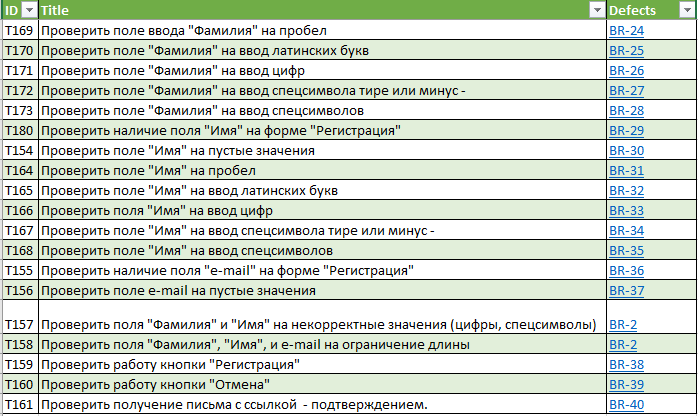 ID Title Defects
T169 Проверить поле ввода "Фамилия" на пробел BR-24
T170 Проверить поле "Фамилия" на ввод латинских букв BR-25
T171 Проверить поле "Фамилия" на ввод цифр BR-26
T172 Проверить поле "Фамилия" на ввод спецсимвола тире или минус - BR-27
T173 Проверить поле "Фамилия" на ввод спецсимволов BR-28
T180 Проверить наличие поля "Имя" на форме "Регистрация" BR-29
T154 Проверить поле "Имя" на пустые значения BR-30
T164 Проверить поле "Имя" на пробел BR-31
T165 Проверить поле "Имя" на ввод латинских букв BR-32
T166 Проверить поля "Имя" на ввод цифр BR-33
T167 Проверить поле "Имя" на ввод спецсимвола тире или минус - BR-34
T168 Проверить поле "Имя" на ввод спецсимволов BR-35
T155 Проверить наличие поля "e-mail" на форме "Регистрация" BR-36
T156 Проверить поле e-mail на пустые значения BR-37
T157 Проверить поля "Фамилия" и "Имя" на некорректные значения (цифры, спецсимволы) BR-2
T158 Проверить поля "Фамилия", "Имя", и e-mail на ограничение длины BR-2
T159 Проверить работу кнопки "Регистрация" BR-38
T160 Проверить работу кнопки "Отмена" BR-39
T161 Проверить получение письма с ссылкой - подтверждением. BR-40